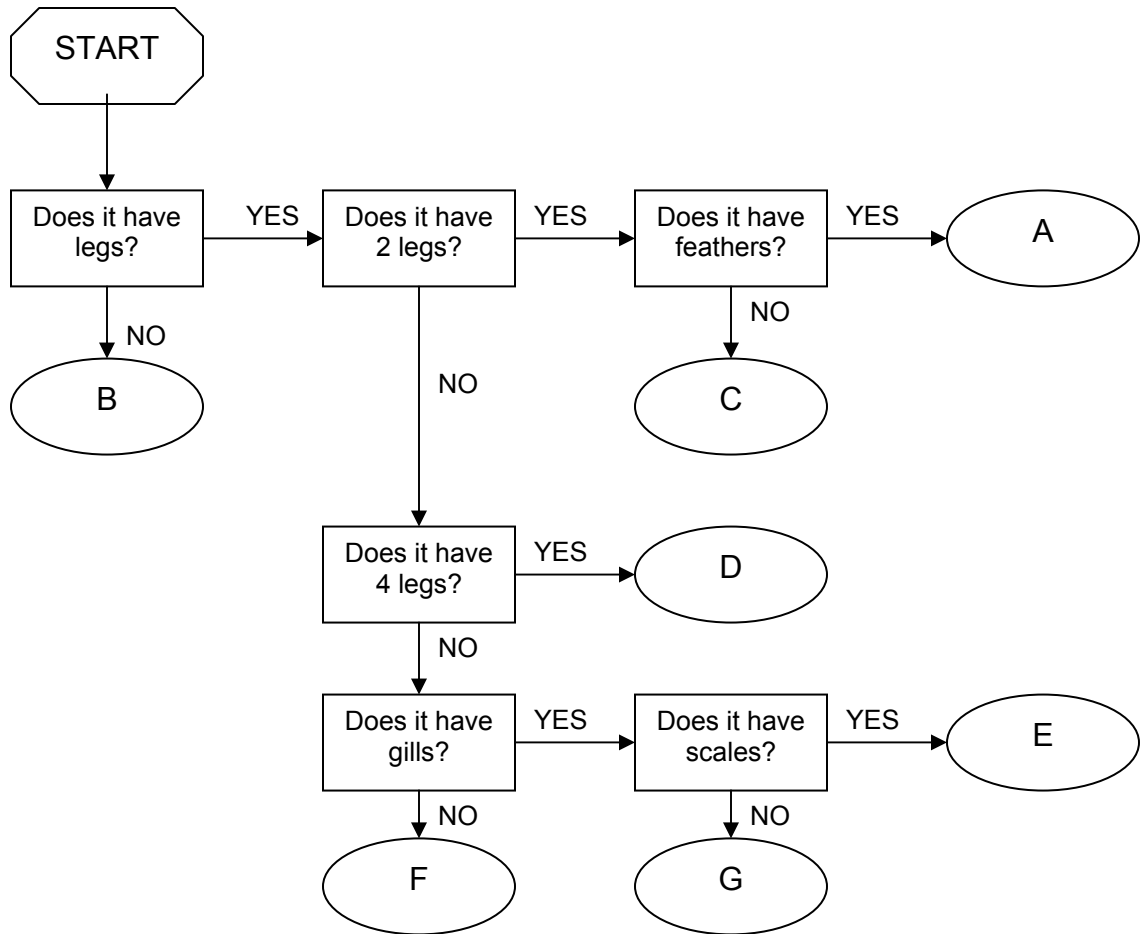 START
Does it have
legs?
YES
Does it have
2 legs?
YES
Does it have
feathers?
YES
A
NO
B
NO
NO
C
Does it have
4 legs?
YES
D
NO
Does it have
gills?
YES
Does it have
scales?
YES
E
NO
F
NO
G